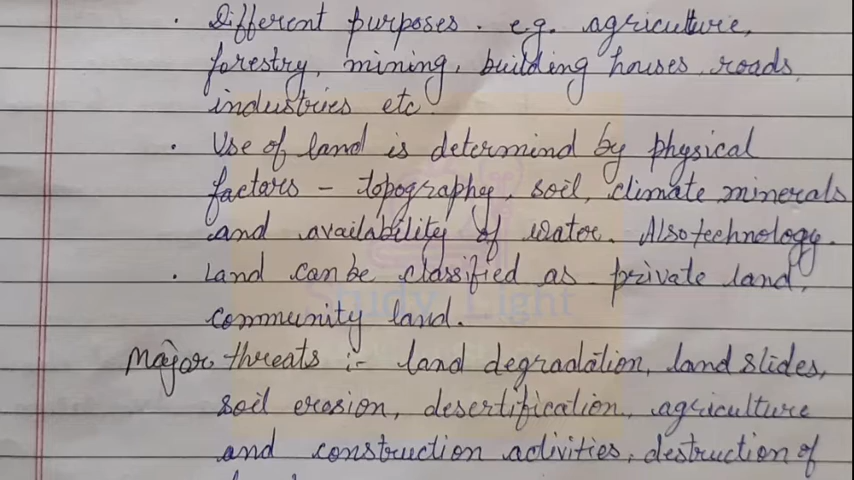 · Different purposes. e.g. agriculture,
forestry, mining, building houses, roads,
industries etc.
· Use of land is determind by physical
factors - topography, soil, climate minerals
and availability of water. Also technology.
· Land can be classified as private land,
community land.
Study Light
Major threats :- land degradation, land slides,
soil erosion, desertification, agriculture
and construction activities, destruction of